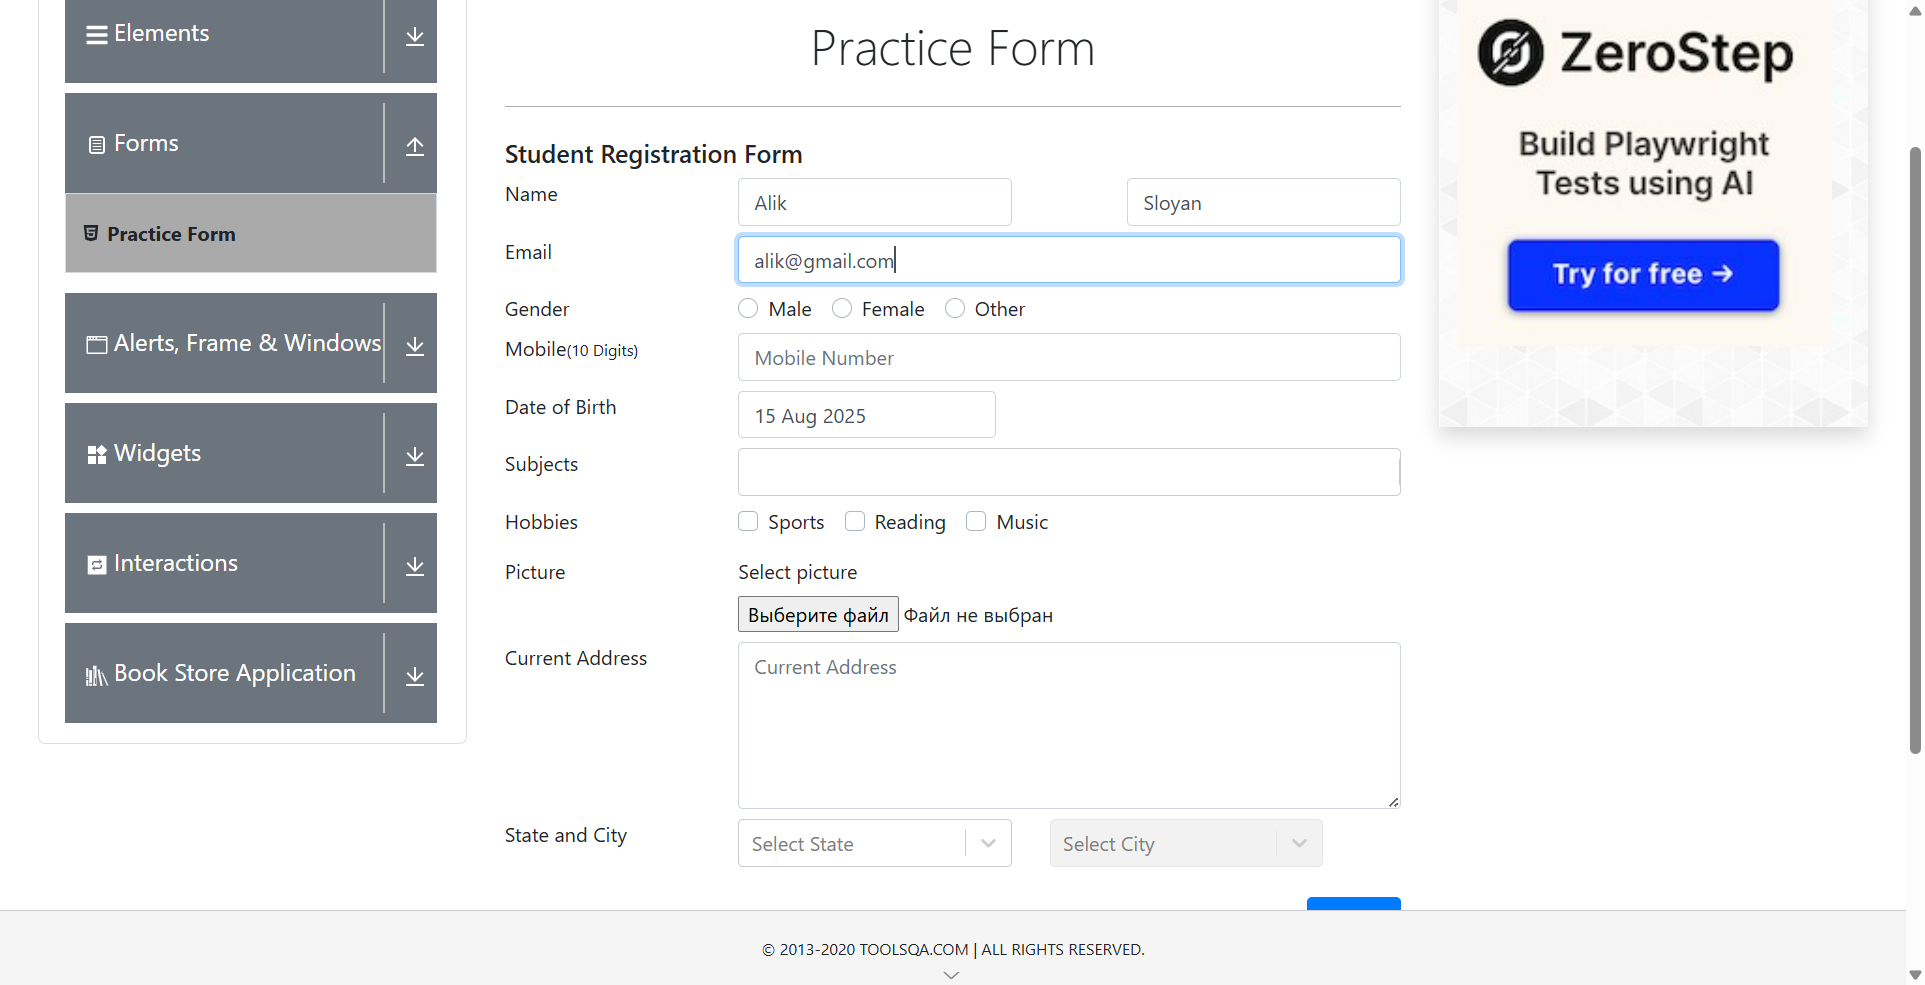 Elements
Forms
Practice Form
Alerts, Frame & Windows
Widgets
Interactions
Book Store Application
Practice Form
Student Registration Form
Name Alik Sloyan
Email alik@gmail.com
Gender Male Female Other
Mobile(10 Digits) Mobile Number
Date of Birth 15 Aug 2025
Subjects
Hobbies Sports Reading Music
Picture Select picture
Выберите файл Файл не выбран
Current Address Current Address
State and City Select State Select City
ZeroStep
Build Playwright
Tests using AI
Try for free →
© 2013-2020 TOOLSQA.COM | ALL RIGHTS RESERVED.